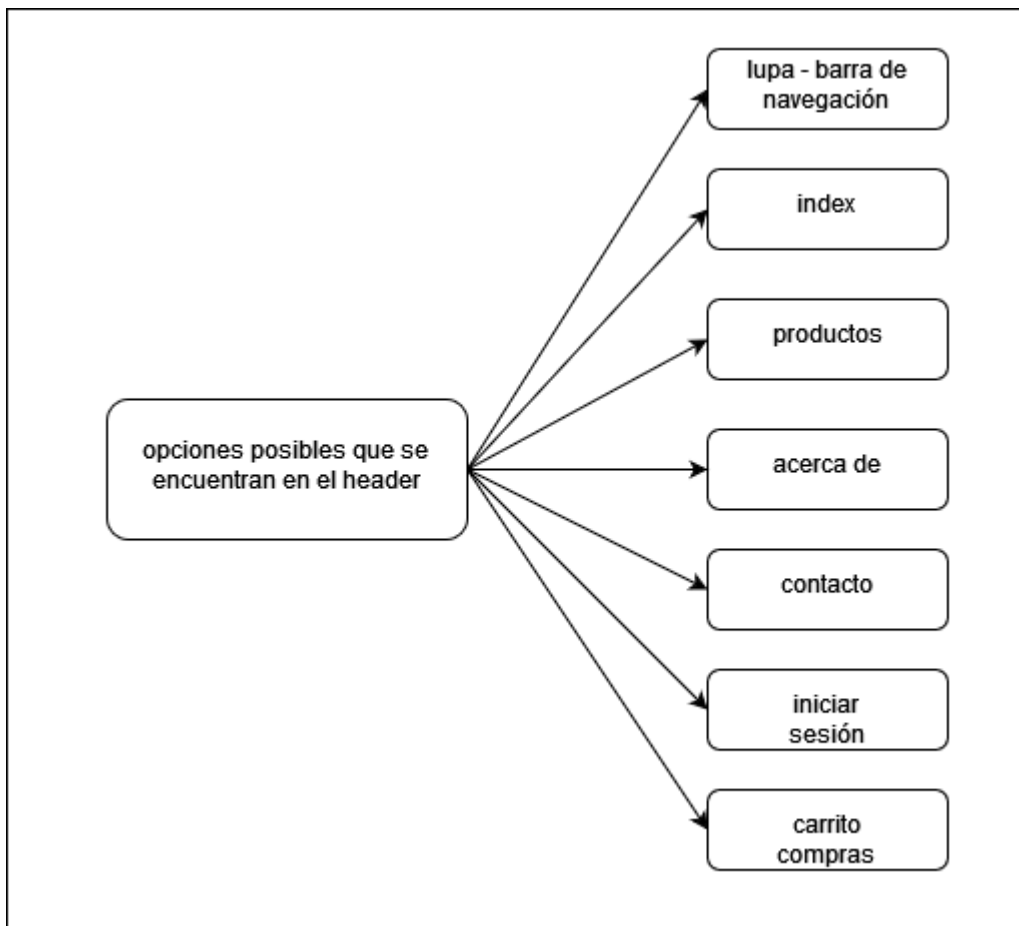 lupa - barra de
navegación
index
productos
opciones posibles que se
encuentran en el header
acerca de
contacto
iniciar
sesión
carrito
compras